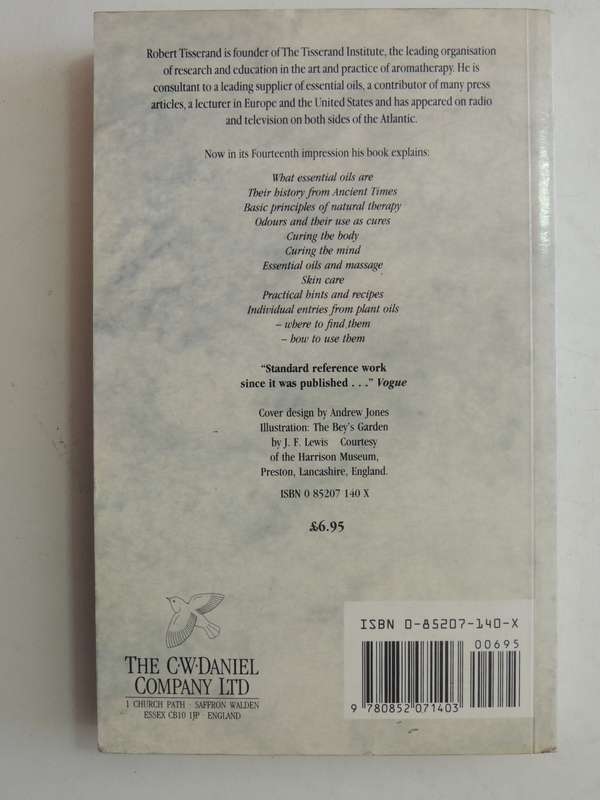 Robert Tisserand is founder of The Tisserand Institute, the leading organisation
of research and education in the art and practice of aromatherapy. He is
consultant to a leading supplier of essential oils, a contributor of many press
articles, a lecturer in Europe and the United States and has appeared on radio
and television on both sides of the Atlantic.
Now in its Fourteenth impression his book explains:
What essential oils are
Their history from Ancient Times
Basic principles of natural therapy
Odours and their use as cures
Curing the body
Curing the mind
Essential oils and massage
Skin care
Practical hints and recipes
Individual entries from plant oils
– where to find them
– how to use them
“Standard reference work
since it was published . . .” Vogue
Cover design by Andrew Jones
Illustration: The Bey's Garden
by J. F. Lewis Courtesy
of the Harrison Museum,
Preston, Lancashire, England.
ISBN 0 85207 140 X
£6.95
THE C·W·DANIEL
COMPANY LTD
1 CHURCH PATH · SAFFRON WALDEN
ESSEX CB10 1JP · ENGLAND
ISBN 0-85207-140-X
00695
9 780852 071403